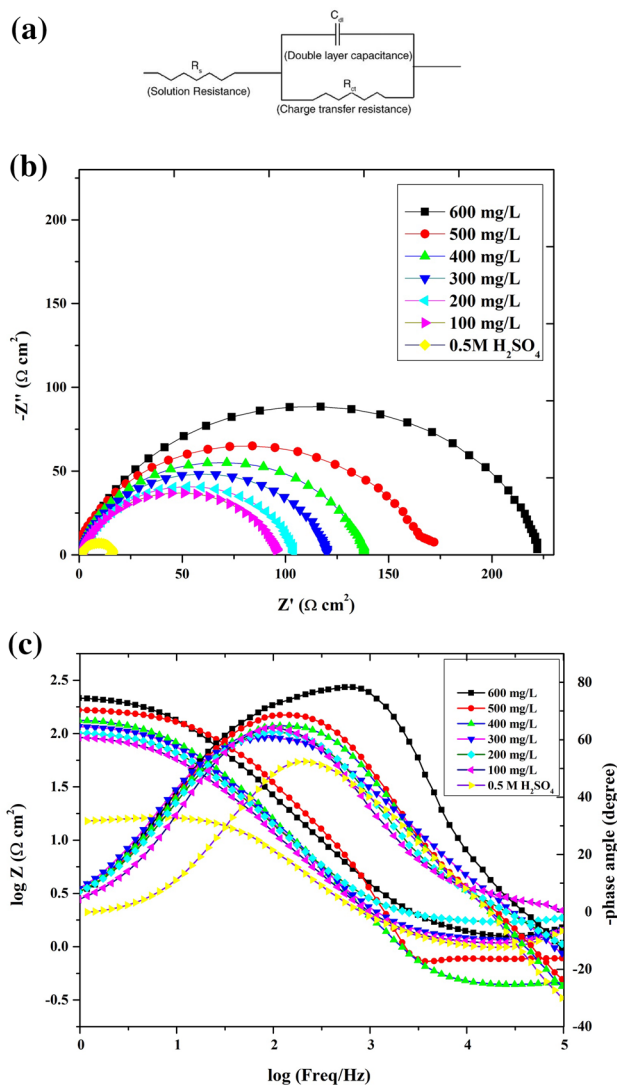 (a)
C_dl
(Double layer capacitance)
R_s
(Solution Resistance)
R_ct
(Charge transfer resistance)
(b)
200
150
100
50
0
-Z'' (Ω cm²)
0 50 100 150 200
Z' (Ω cm²)
600 mg/L
500 mg/L
400 mg/L
300 mg/L
200 mg/L
100 mg/L
0.5M H₂SO₄
(c)
2.5
2.0
1.5
1.0
0.5
0.0
-0.5
log Z (Ω cm²)
0 1 2 3 4 5
log (Freq/Hz)
600 mg/L
500 mg/L
400 mg/L
300 mg/L
200 mg/L
100 mg/L
0.5 M H₂SO₄
80
60
40
20
0
-20
-40
-phase angle (degree)